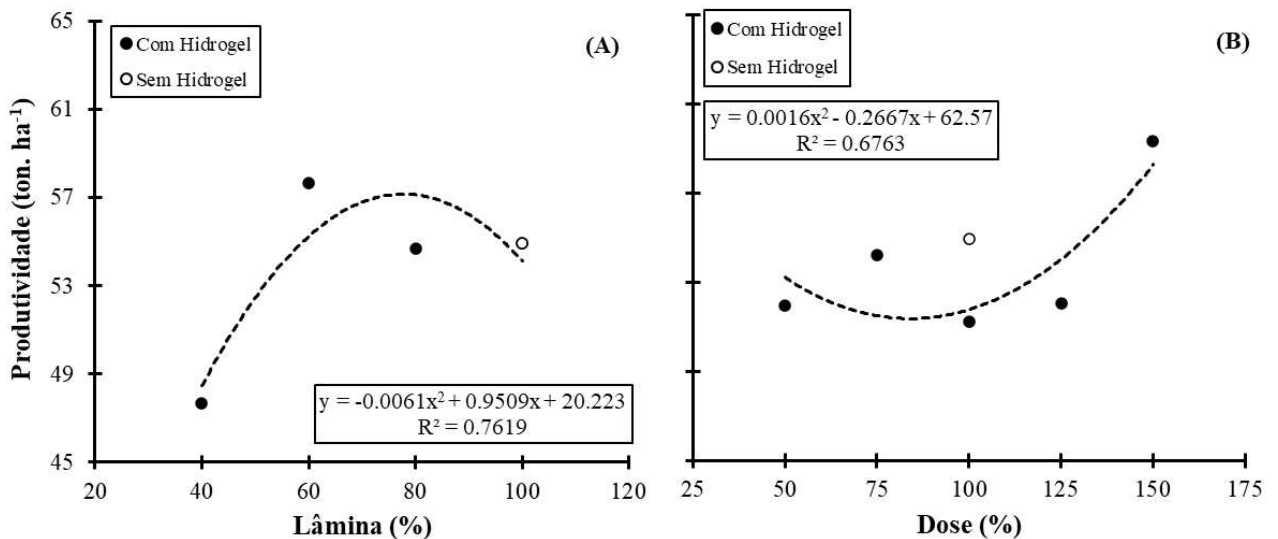 65
61
57
53
49
45
Produtividade (ton. ha⁻¹)
Com Hidrogel
Sem Hidrogel
(A)
y = -0.0061x² + 0.9509x + 20.223
R² = 0.7619
20 40 60 80 100 120
Lâmina (%)
Com Hidrogel
Sem Hidrogel
(B)
y = 0.0016x² - 0.2667x + 62.57
R² = 0.6763
25 50 75 100 125 150 175
Dose (%)